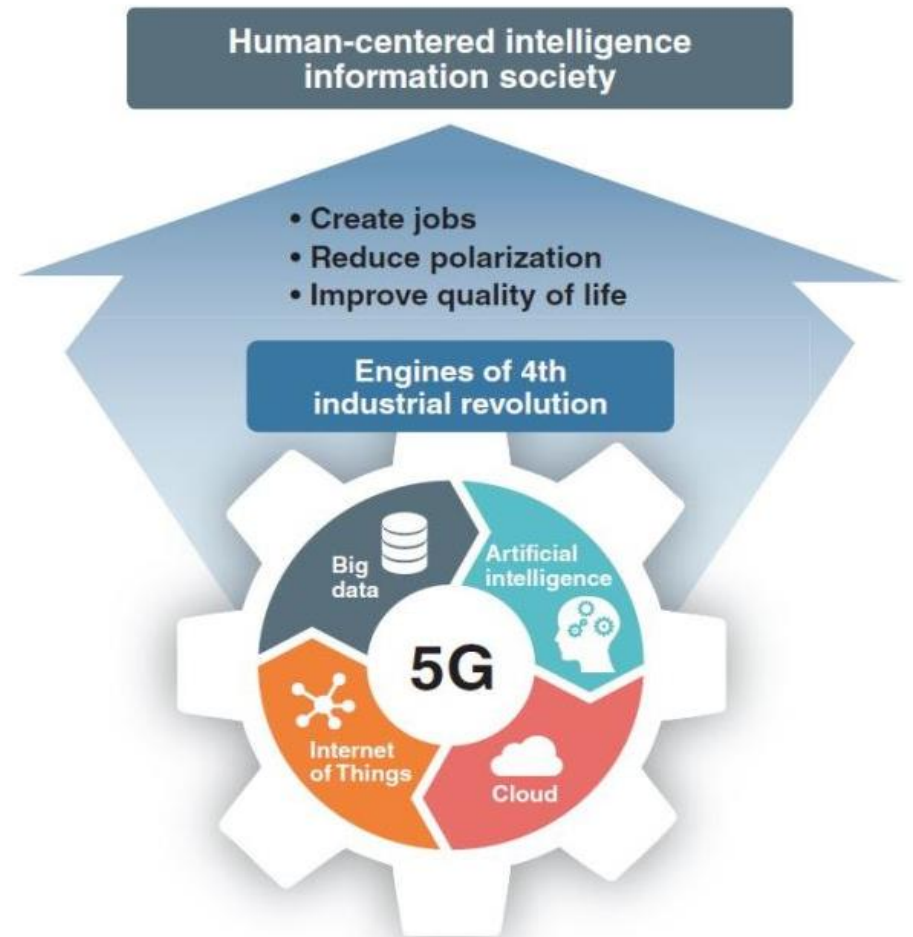 Human-centered intelligence
information society
• Create jobs
• Reduce polarization
• Improve quality of life
Engines of 4th
industrial revolution
Big
data
Artificial
intelligence
5G
Internet
of Things
Cloud